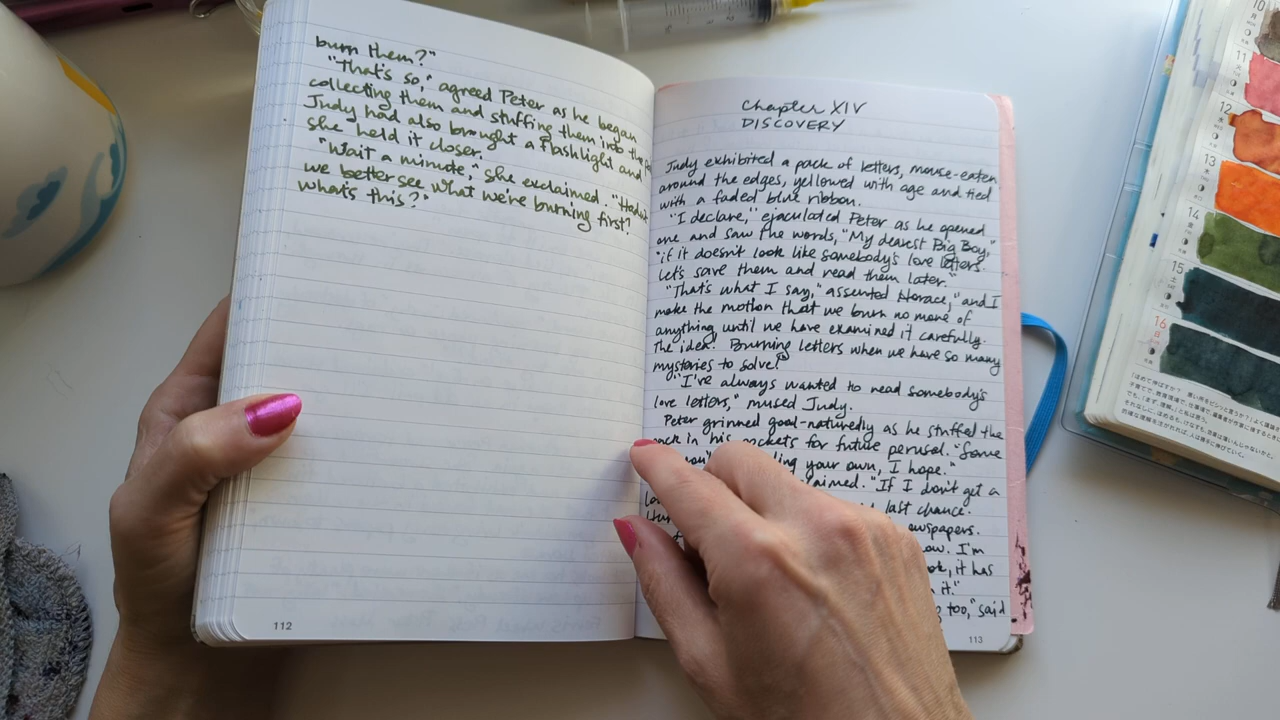 burn them?"
"That's so," agreed Peter as he began
collecting them and stuffing them into the
Judy had also brought a flashlight and
she held it closer.
"Wait a minute," she exclaimed. "Hadn't
we better see what we're burning first?
What's this?"
112
Chapter XIV
DISCOVERY
Judy exhibited a pack of letters, mouse-eaten
around the edges, yellowed with age and tied
with a faded blue ribbon.
"I declare," ejaculated Peter as he opened
one and saw the words, "My dearest Big Boy,"
"if it doesn't look like somebody's love letters.
Let's save them and read them later."
"That's what I say," assented Horace, "and I
make the motion that we burn no more of
anything until we have examined it carefully.
The idea! Burning letters when we have so many
mysteries to solve!"
"I've always wanted to read somebody's
love letters," mused Judy.
Peter grinned good-naturedly as he stuffed the
pack in his pockets for future perusal. "Some
your own, I hope."
"If I don't get a
last chance.
I'm
it has
it."
too," said
113
10
11
12
13
14
15
16